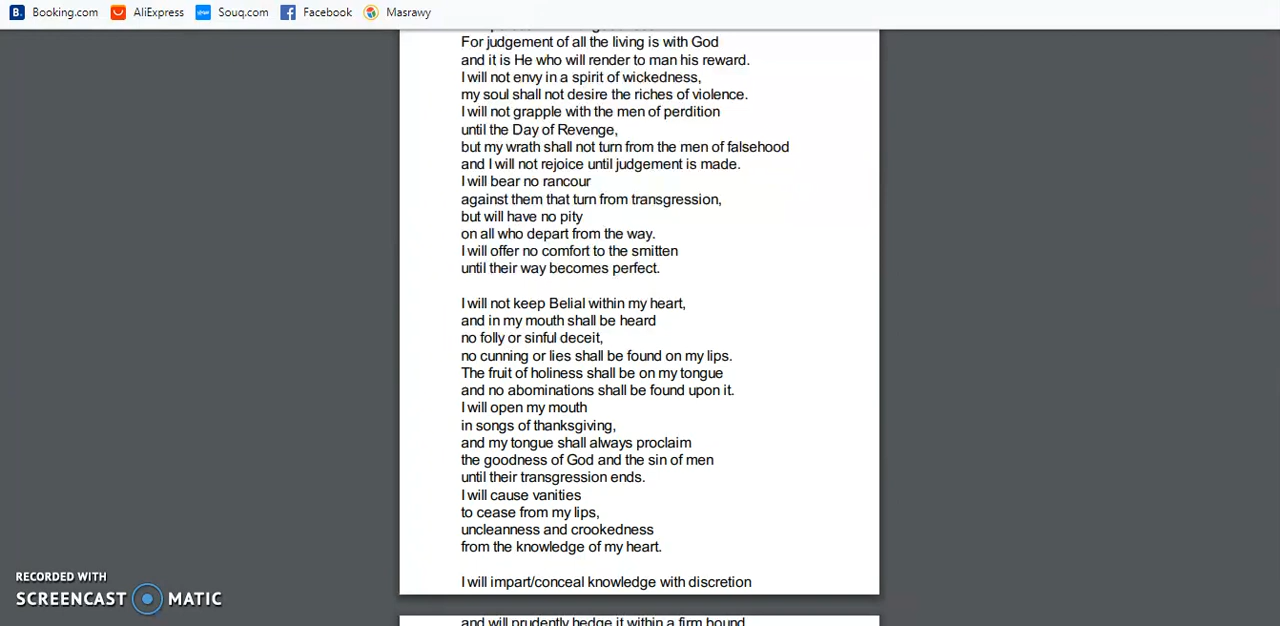 Booking.com AliExpress Souq.com Facebook Masrawy
For judgement of all the living is with God
and it is He who will render to man his reward.
I will not envy in a spirit of wickedness,
my soul shall not desire the riches of violence.
I will not grapple with the men of perdition
until the Day of Revenge,
but my wrath shall not turn from the men of falsehood
and I will not rejoice until judgement is made.
I will bear no rancour
against them that turn from transgression,
but will have no pity
on all who depart from the way.
I will offer no comfort to the smitten
until their way becomes perfect.
I will not keep Belial within my heart,
and in my mouth shall be heard
no folly or sinful deceit,
no cunning or lies shall be found on my lips.
The fruit of holiness shall be on my tongue
and no abominations shall be found upon it.
I will open my mouth
in songs of thanksgiving,
and my tongue shall always proclaim
the goodness of God and the sin of men
until their transgression ends.
I will cause vanities
to cease from my lips,
uncleanness and crookedness
from the knowledge of my heart.
I will impart/conceal knowledge with discretion
and will prudently hedge it within a firm bound
RECORDED WITH
SCREENCAST MATIC